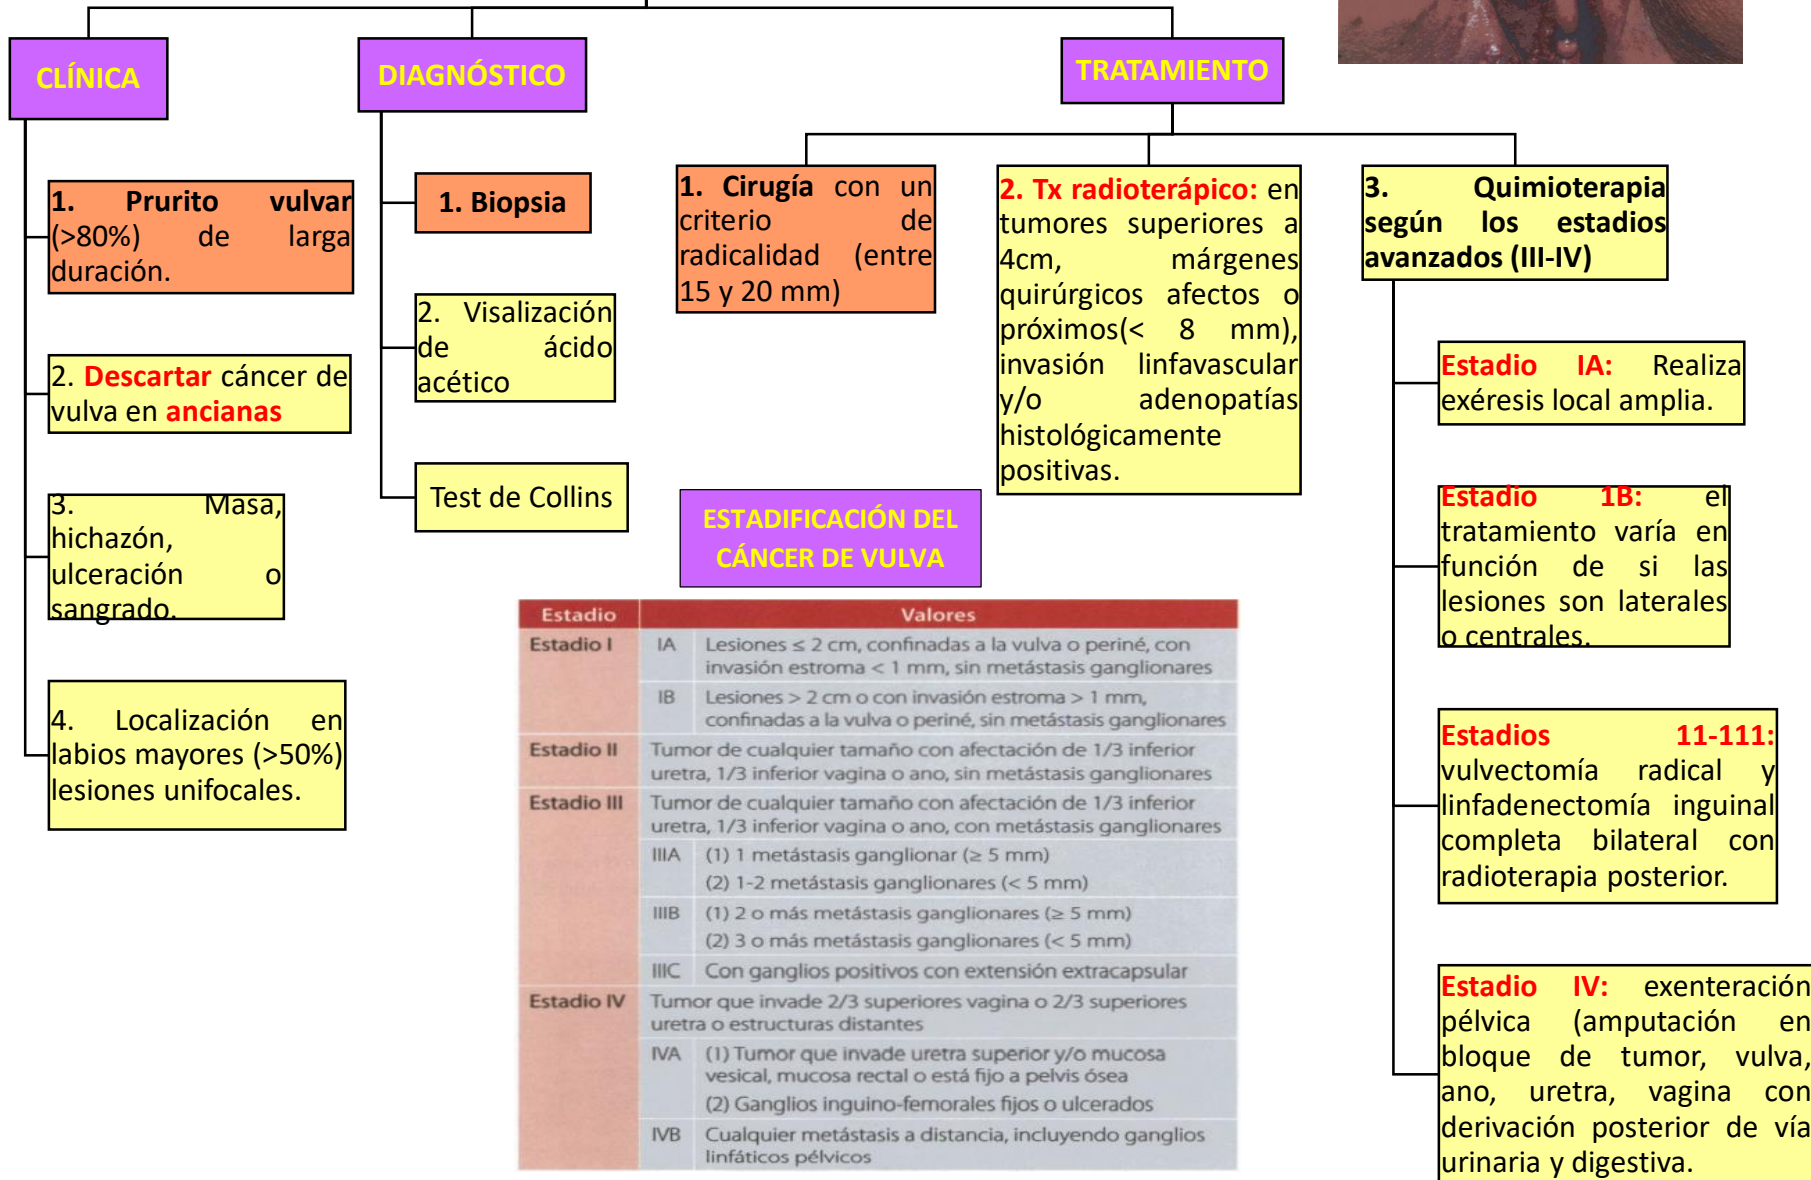 CLÍNICA
DIAGNÓSTICO
TRATAMIENTO
1. Prurito vulvar
(>80%) de larga
duración.
2. Descartar cáncer de
vulva en ancianas
3. Masa,
hichazón,
ulceración o
sangrado.
4. Localización en
labios mayores (>50%)
lesiones unifocales.
1. Biopsia
2. Visalización
de ácido
acético
Test de Collins
1. Cirugía con un
criterio de
radicalidad (entre
15 y 20 mm)
2. Tx radioterápico: en
tumores superiores a
4cm, márgenes
quirúrgicos afectos o
próximos(< 8 mm),
invasión linfavascular
y/o adenopatías
histológicamente
positivas.
3. Quimioterapia
según los estadios
avanzados (III-IV)
Estadio IA: Realiza
exéresis local amplia.
Estadio 1B: el
tratamiento varía en
función de si las
lesiones son laterales
o centrales.
Estadios 11-111:
vulvectomía radical y
linfadenectomía inguinal
completa bilateral con
radioterapia posterior.
Estadio IV: exenteración
pélvica (amputación en
bloque de tumor, vulva,
ano, uretra, vagina con
derivación posterior de vía
urinaria y digestiva.
ESTADIFICACIÓN DEL
CÁNCER DE VULVA
Estadio Valores
Estadio I IA Lesiones ≤ 2 cm, confinadas a la vulva o periné, con
invasión estroma < 1 mm, sin metástasis ganglionares
IB Lesiones > 2 cm o con invasión estroma > 1 mm,
confinadas a la vulva o periné, sin metástasis ganglionares
Estadio II Tumor de cualquier tamaño con afectación de 1/3 inferior
uretra, 1/3 inferior vagina o ano, sin metástasis ganglionares
Estadio III Tumor de cualquier tamaño con afectación de 1/3 inferior
uretra, 1/3 inferior vagina o ano, con metástasis ganglionares
IIIA (1) 1 metástasis ganglionar (≥ 5 mm)
(2) 1-2 metástasis ganglionares (< 5 mm)
IIIB (1) 2 o más metástasis ganglionares (≥ 5 mm)
(2) 3 o más metástasis ganglionares (< 5 mm)
IIIC Con ganglios positivos con extensión extracapsular
Estadio IV Tumor que invade 2/3 superiores vagina o 2/3 superiores
uretra o estructuras distantes
IVA (1) Tumor que invade uretra superior y/o mucosa
vesical, mucosa rectal o está fijo a pelvis ósea
(2) Ganglios inguino-femorales fijos o ulcerados
IVB Cualquier metástasis a distancia, incluyendo ganglios
linfáticos pélvicos